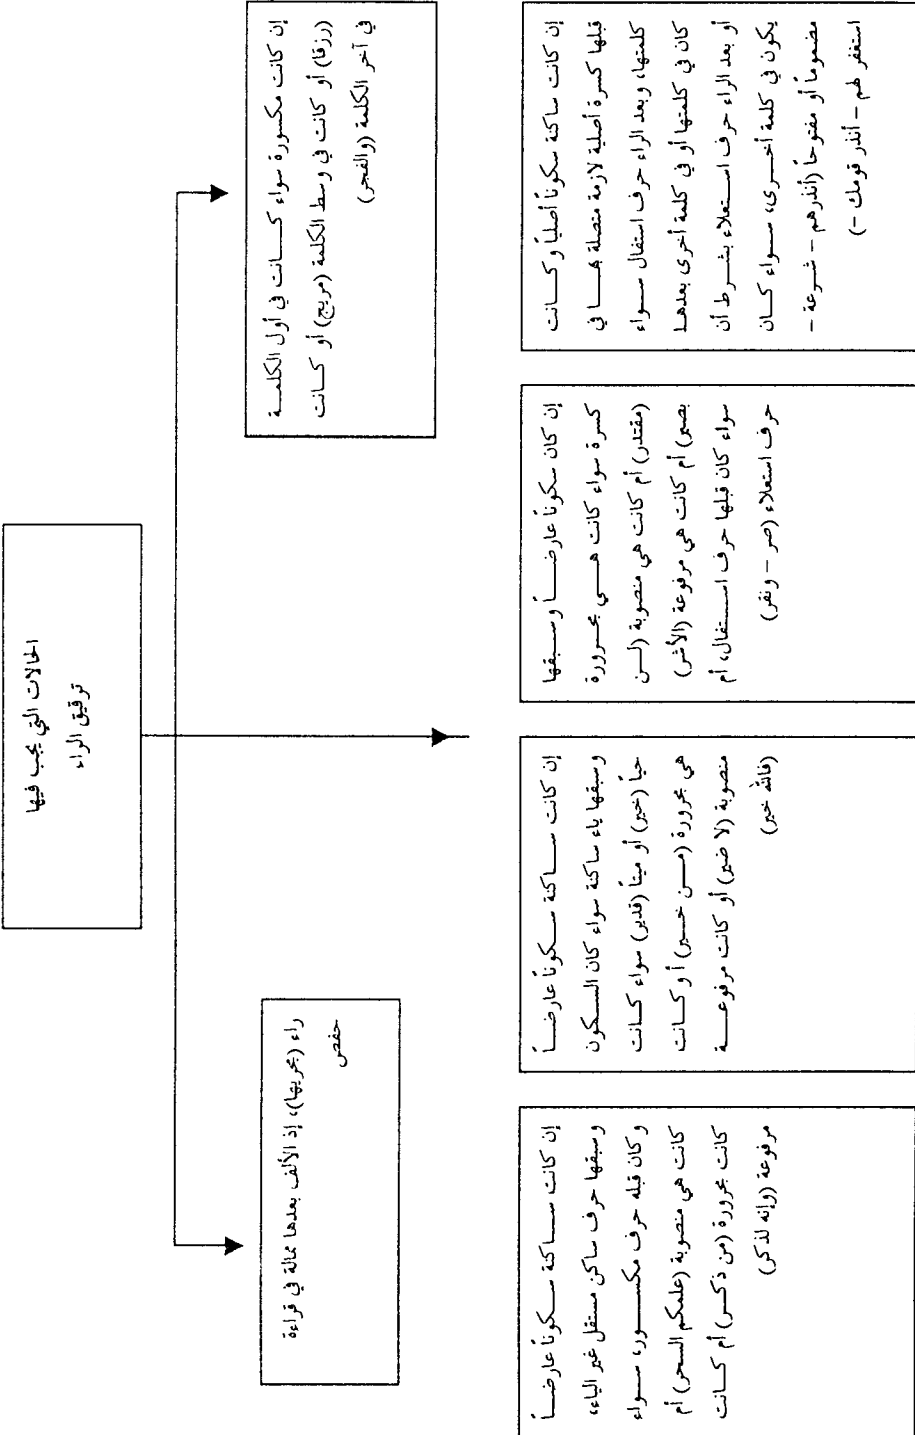 الحالات التي يجب فيها
ترقيق الراء
إن كانت مكسورة سواء كانت في أول الكلمة
(رزقا) أو كانت في وسط الكلمة (مريج) أو كانت
في آخر الكلمة (والفجر)
راء (مجريها)، إذ الألف بعدها ممالة في قراءة
حفص
إن كانت ساكنة سكوناً أصلياً وكانت
قبلها كسرة أصلية لازمة متصلة بها في
كلمتها، وبعد الراء حرف استفال سواء
كان في كلمتها أو في كلمة أخرى بعدها
أو بعد الراء حرف استعلاء بشرط أن
يكون في كلمة أخرى، سواء كان
مضموماً أو مفتوحاً (أنذرهم - شرعة -
استغفر لهم - أنذر قومك -)
إن كان سكوناً عارضاً وسبقها
كسرة سواء كانت هي مجرورة
(مقتدر) أم كانت هي منصوبة (لن
بصير) أم كانت هي مرفوعة (الأشر)
سواء كان قبلها حرف استفال، أم
حرف استعلاء (صر - ونقر)
إن كانت ساكنة سكوناً عارضاً
وسبقها ياء ساكنة سواء كان السكون
حياً (خير) أو ميتاً (قدير) سواء كانت
هي مجرورة (من خير) أو كانت
منصوبة (لا ضير) أو كانت مرفوعة
(فالله خير)
إن كانت ساكنة سكوناً عارضاً
وسبقها حرف ساكن مستفل غير الياء،
وكان قبله حرف مكسور، سواء
كانت هي منصوبة (علمكم السحر) أم
كانت مجرورة (من ذكر) أم كانت
مرفوعة (وإنه لذكر)